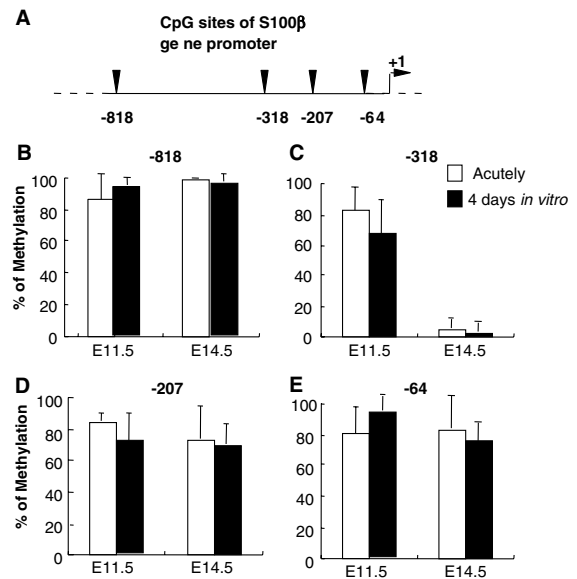 A
CpG sites of S100β
ge ne promoter
+1
-818 -318 -207 -64
B
-818
% of Methylation
100
80
60
40
20
0
E11.5 E14.5
C
-318
Acutely
4 days in vitro
100
80
60
40
20
0
E11.5 E14.5
D
-207
% of Methylation
100
80
60
40
20
0
E11.5 E14.5
E
-64
100
80
60
40
20
0
E11.5 E14.5